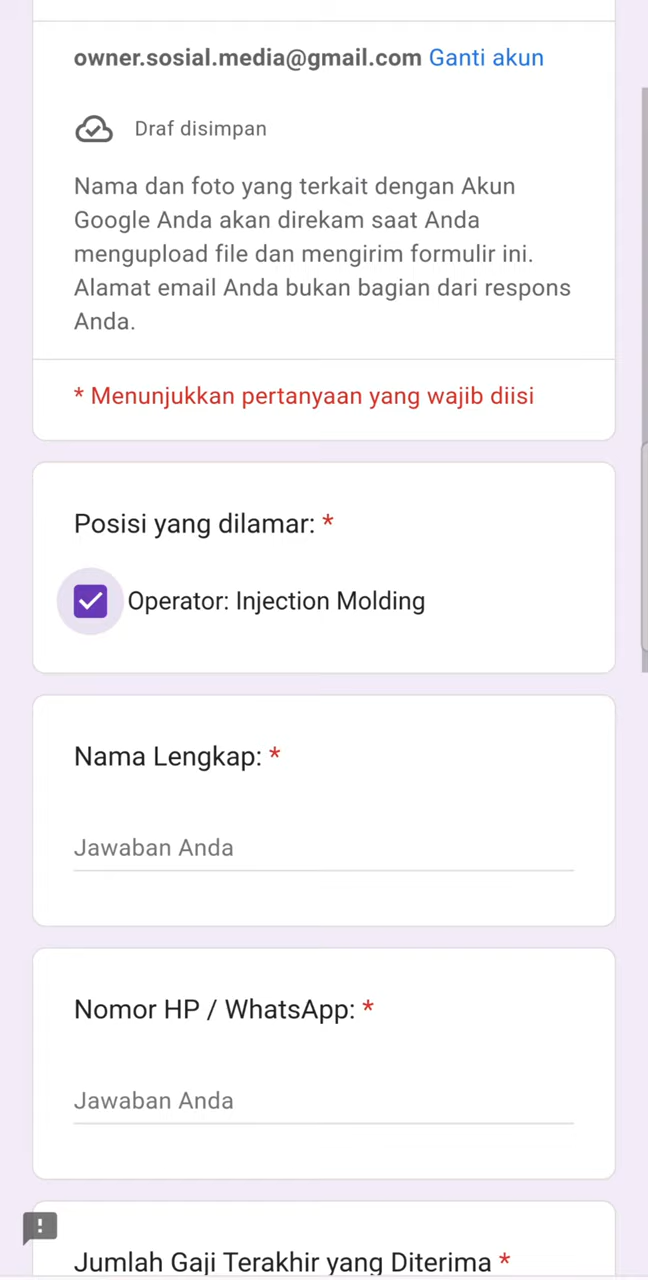 owner.sosial.media@gmail.com Ganti akun
Draf disimpan
Nama dan foto yang terkait dengan Akun
Google Anda akan direkam saat Anda
mengupload file dan mengirim formulir ini.
Alamat email Anda bukan bagian dari respons
Anda.
* Menunjukkan pertanyaan yang wajib diisi
Posisi yang dilamar: *
Operator: Injection Molding
Nama Lengkap: *
Jawaban Anda
Nomor HP / WhatsApp: *
Jawaban Anda
Jumlah Gaji Terakhir yang Diterima *